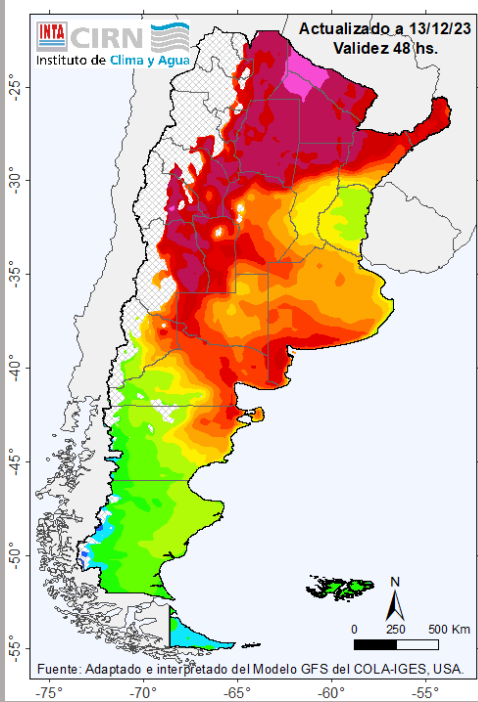 INTA CIRN
Instituto de Clima y Agua
Actualizado a 13/12/23
Validez 48 hs.
-25°
-30°
-35°
-40°
-45°
-50°
-55°
N
0 250 500 Km
Fuente: Adaptado e interpretado del Modelo GFS del COLA-IGES, USA.
-75° -70° -65° -60° -55°